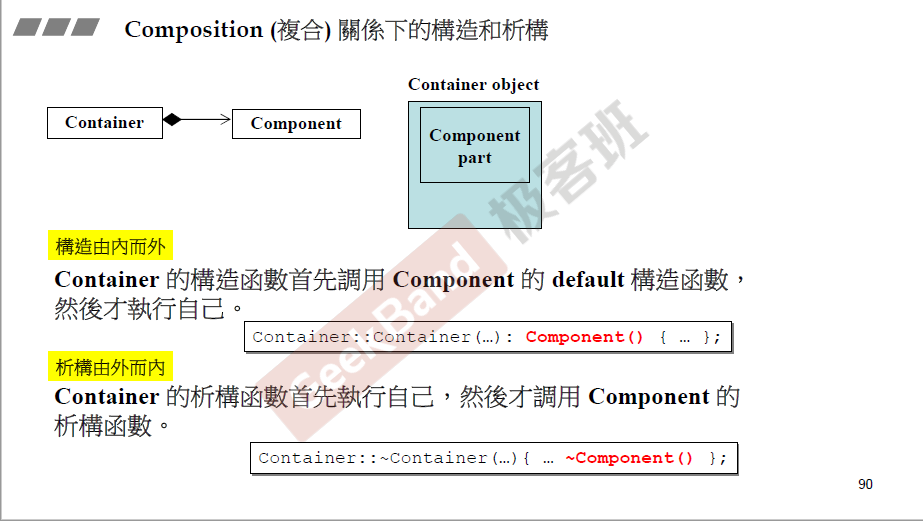 Composition (複合) 關係下的構造和析構
Container object
Container
Component
Component
part
極客班
GeekBand
構造由內而外
Container 的構造函數首先調用 Component 的 default 構造函數，
然後才執行自己。
Container::Container(…): Component() { … };
析構由外而內
Container 的析構函數首先執行自己，然後才調用 Component 的
析構函數。
Container::~Container(…){ … ~Component() };
90